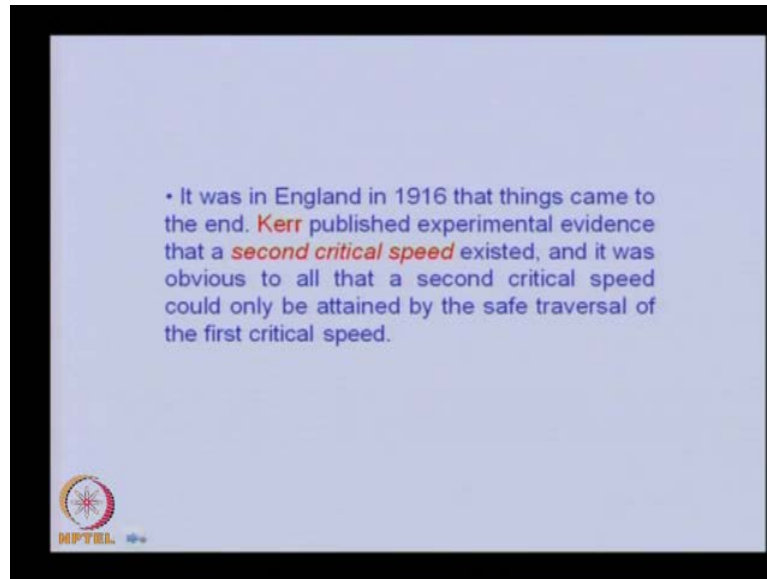 • It was in England in 1916 that things came to
the end. Kerr published experimental evidence
that a second critical speed existed, and it was
obvious to all that a second critical speed
could only be attained by the safe traversal of
the first critical speed.
NPTEL